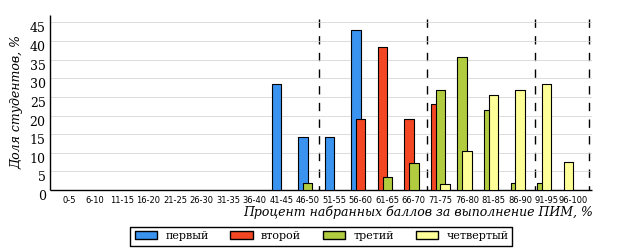 Доля студентов, %
45
40
35
30
25
20
15
10
5
0
0-5 6-10 11-15 16-20 21-25 26-30 31-35 36-40 41-45 46-50 51-55 56-60 61-65 66-70 71-75 76-80 81-85 86-90 91-95 96-100
Процент набранных баллов за выполнение ПИМ, %
первый второй третий четвертый